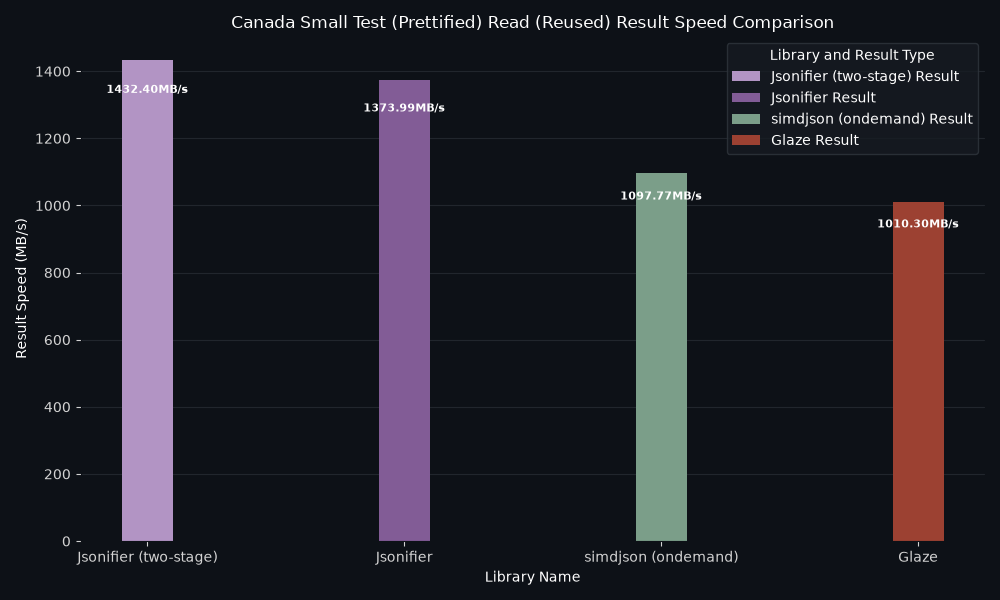 Canada Small Test (Prettified) Read (Reused) Result Speed Comparison
Library and Result Type
Jsonifier (two-stage) Result
Jsonifier Result
simdjson (ondemand) Result
Glaze Result
1432.40MB/s
1373.99MB/s
1097.77MB/s
1010.30MB/s
Result Speed (MB/s)
1400
1200
1000
800
600
400
200
0
Jsonifier (two-stage)
Jsonifier
simdjson (ondemand)
Glaze
Library Name